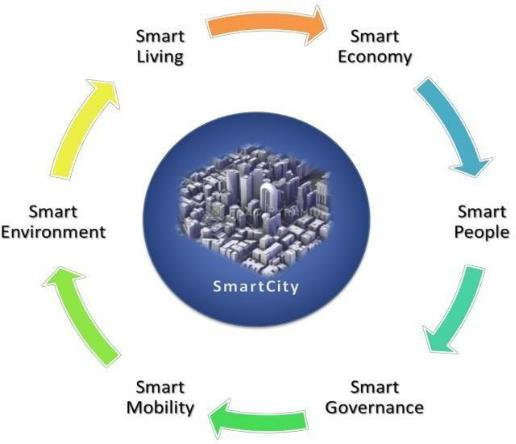 Smart
Living
Smart
Economy
Smart
People
Smart
Governance
Smart
Mobility
Smart
Environment
SmartCity